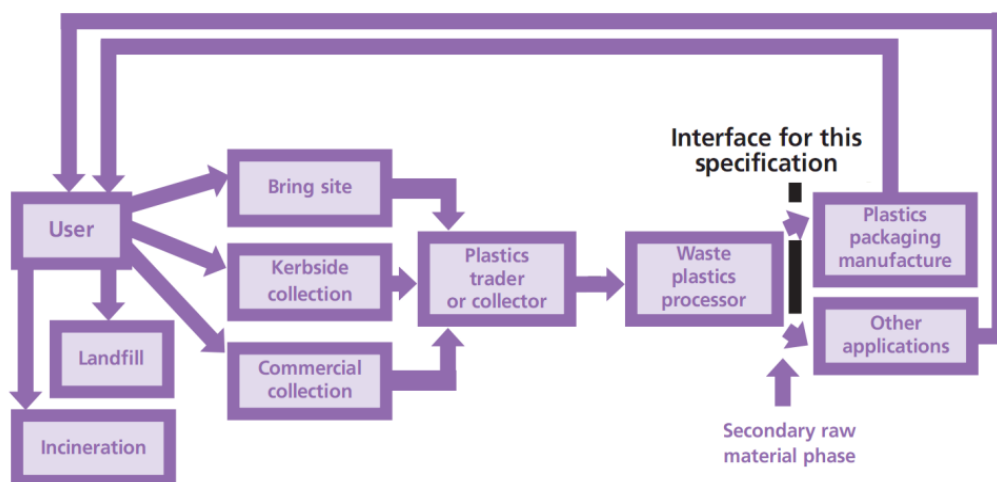 Interface for this
specification
Bring site
User
Plastics
packaging
manufacture
Kerbside
collection
Plastics
trader
or collector
Waste
plastics
processor
Landfill
Commercial
collection
Other
applications
Incineration
Secondary raw
material phase